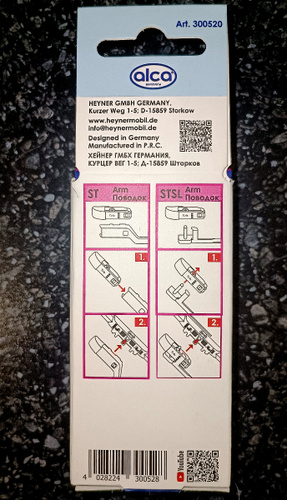 Art. 300520
alca
GERMANY
HEYNER GMBH GERMANY,
Kurzer Weg 1-5; D-15859 Storkow
www.heynermobil.de
info@heynermobil.de
Designed in Germany
Manufactured in P.R.C.
ХЕЙНЕР ГМБХ ГЕРМАНИЯ,
КУРЦЕР ВЕГ 1-5; Д-15859 Шторков
ST Arm
Поводок
STSL Arm
Поводок
1.
1.
2.
2.
YouTube
4 028224 300528